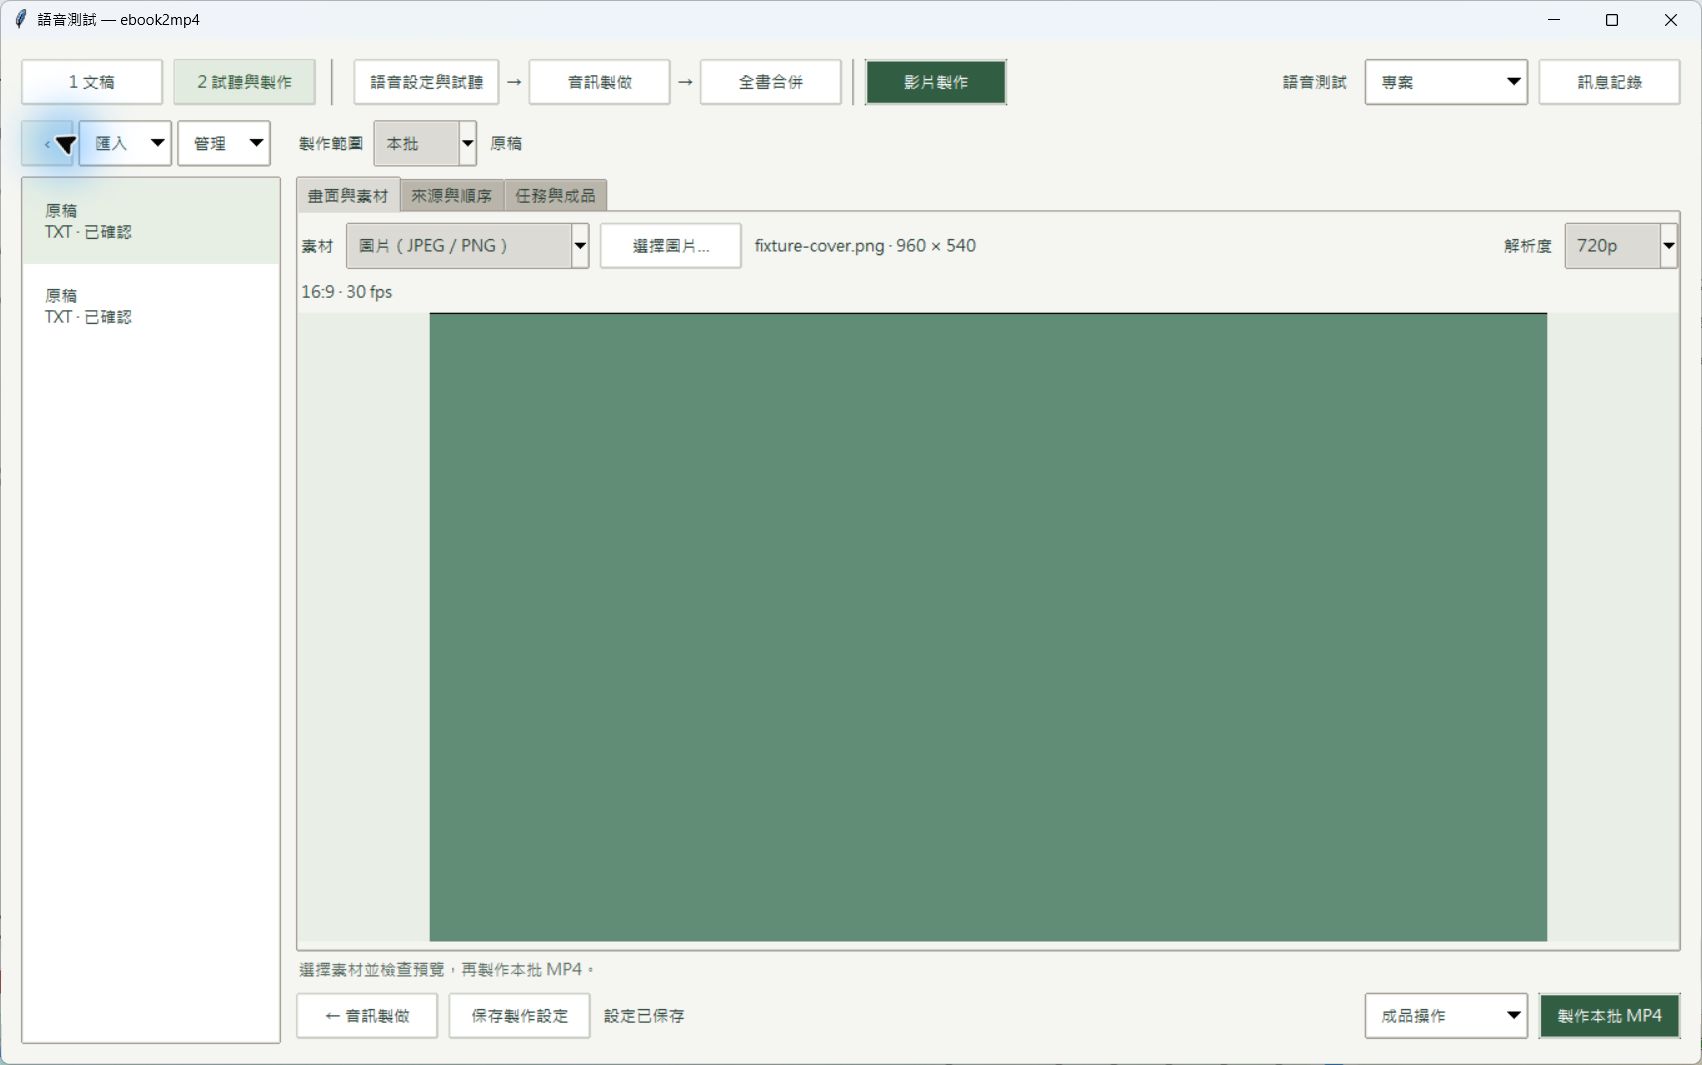 語音測試 — ebook2mp4
1 文稿
2 試聽與製作
語音設定與試聽
→
音訊製做
→
全書合併
影片製作
語音測試
專案
訊息記錄
‹
匯入
管理
製作範圍
本批
原稿
原稿
TXT · 已確認
原稿
TXT · 已確認
畫面與素材
來源與順序
任務與成品
素材
圖片（JPEG / PNG）
選擇圖片...
fixture-cover.png · 960 × 540
解析度
720p
16:9 · 30 fps
選擇素材並檢查預覽，再製作本批 MP4。
← 音訊製做
保存製作設定
設定已保存
成品操作
製作本批 MP4